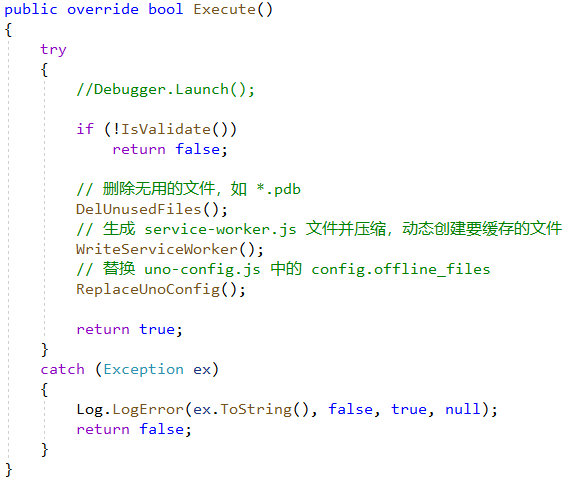 public override bool Execute()
{
try
{
//Debugger.Launch();
if (!IsValidate())
return false;
// 删除无用的文件，如 *.pdb
DelUnusedFiles();
// 生成 service-worker.js 文件并压缩，动态创建要缓存的文件
WriteServiceWorker();
// 替换 uno-config.js 中的 config.offline_files
ReplaceUnoConfig();
return true;
}
catch (Exception ex)
{
Log.LogError(ex.ToString(), false, true, null);
return false;
}
}